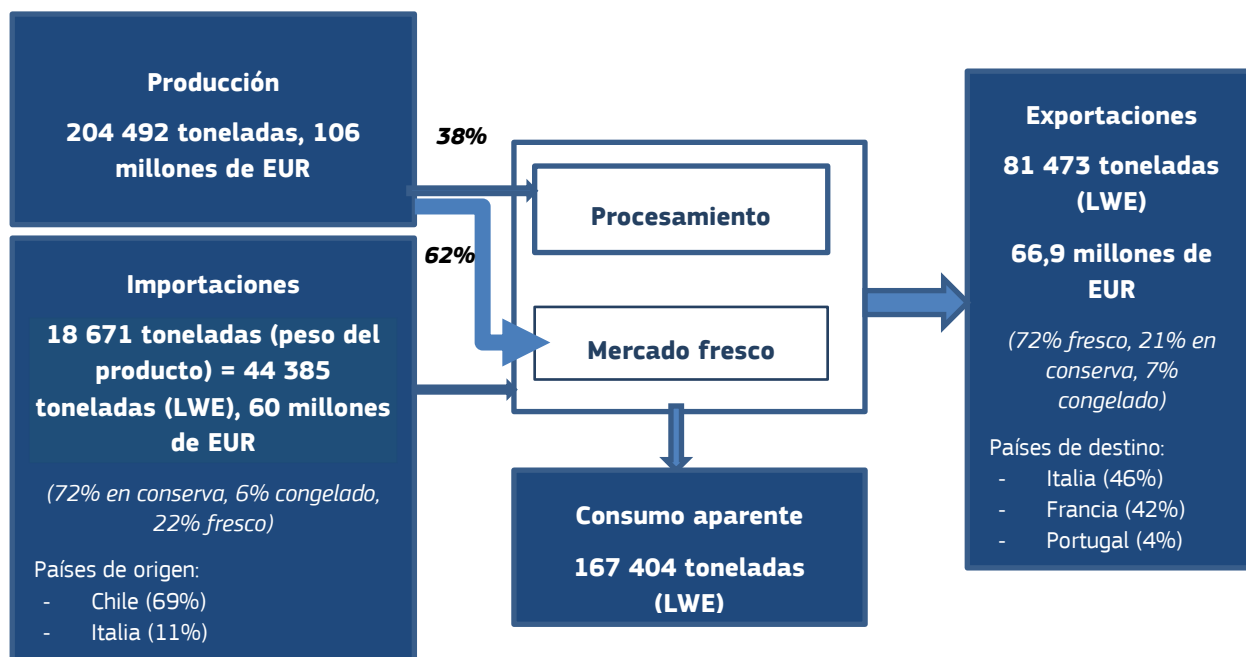 Producción
204 492 toneladas, 106
millones de EUR
Importaciones
18 671 toneladas (peso del
producto) = 44 385
toneladas (LWE), 60 millones
de EUR
(72% en conserva, 6% congelado,
22% fresco)
Países de origen:
- Chile (69%)
- Italia (11%)
38%
62%
Procesamiento
Mercado fresco
Consumo aparente
167 404 toneladas
(LWE)
Exportaciones
81 473 toneladas
(LWE)
66,9 millones de
EUR
(72% fresco, 21% en
conserva, 7%
congelado)
Países de destino:
- Italia (46%)
- Francia (42%)
- Portugal (4%)